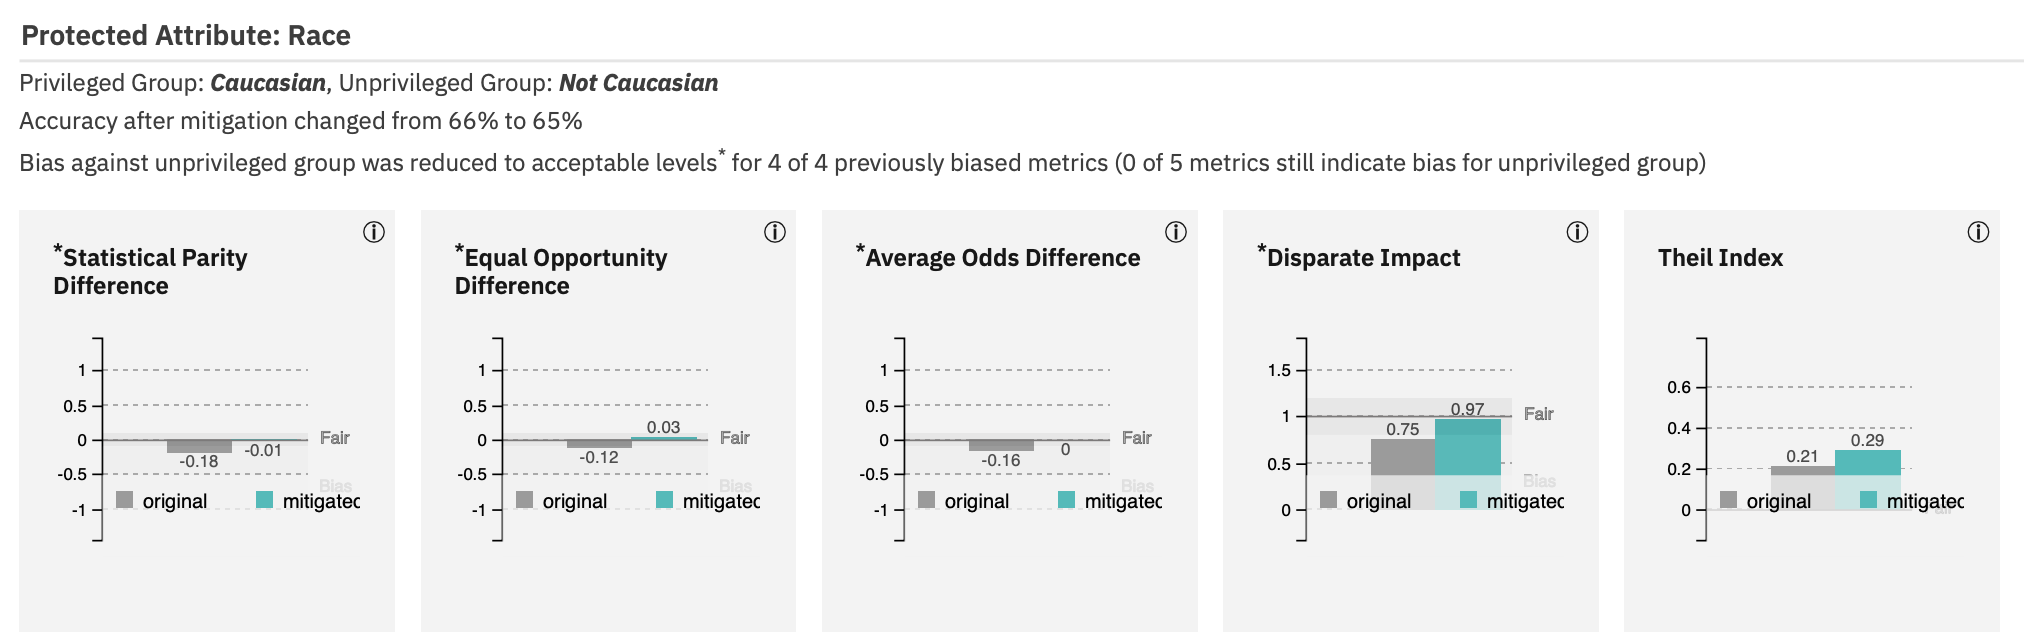 Protected Attribute: Race
Privileged Group: Caucasian, Unprivileged Group: Not Caucasian
Accuracy after mitigation changed from 66% to 65%
Bias against unprivileged group was reduced to acceptable levels* for 4 of 4 previously biased metrics (0 of 5 metrics still indicate bias for unprivileged group)
*Statistical Parity
Difference
1
0.5
0
-0.5
-1
-0.18
-0.01
Fair
Bias
original
mitigated
*Equal Opportunity
Difference
1
0.5
0
-0.5
-1
-0.12
0.03
Fair
Bias
original
mitigated
*Average Odds Difference
1
0.5
0
-0.5
-1
-0.16
0
Fair
Bias
original
mitigated
*Disparate Impact
1.5
1
0.5
0
0.75
0.97
Fair
Bias
original
mitigated
Theil Index
0.6
0.4
0.2
0
0.21
0.29
original
mitigated
Fair